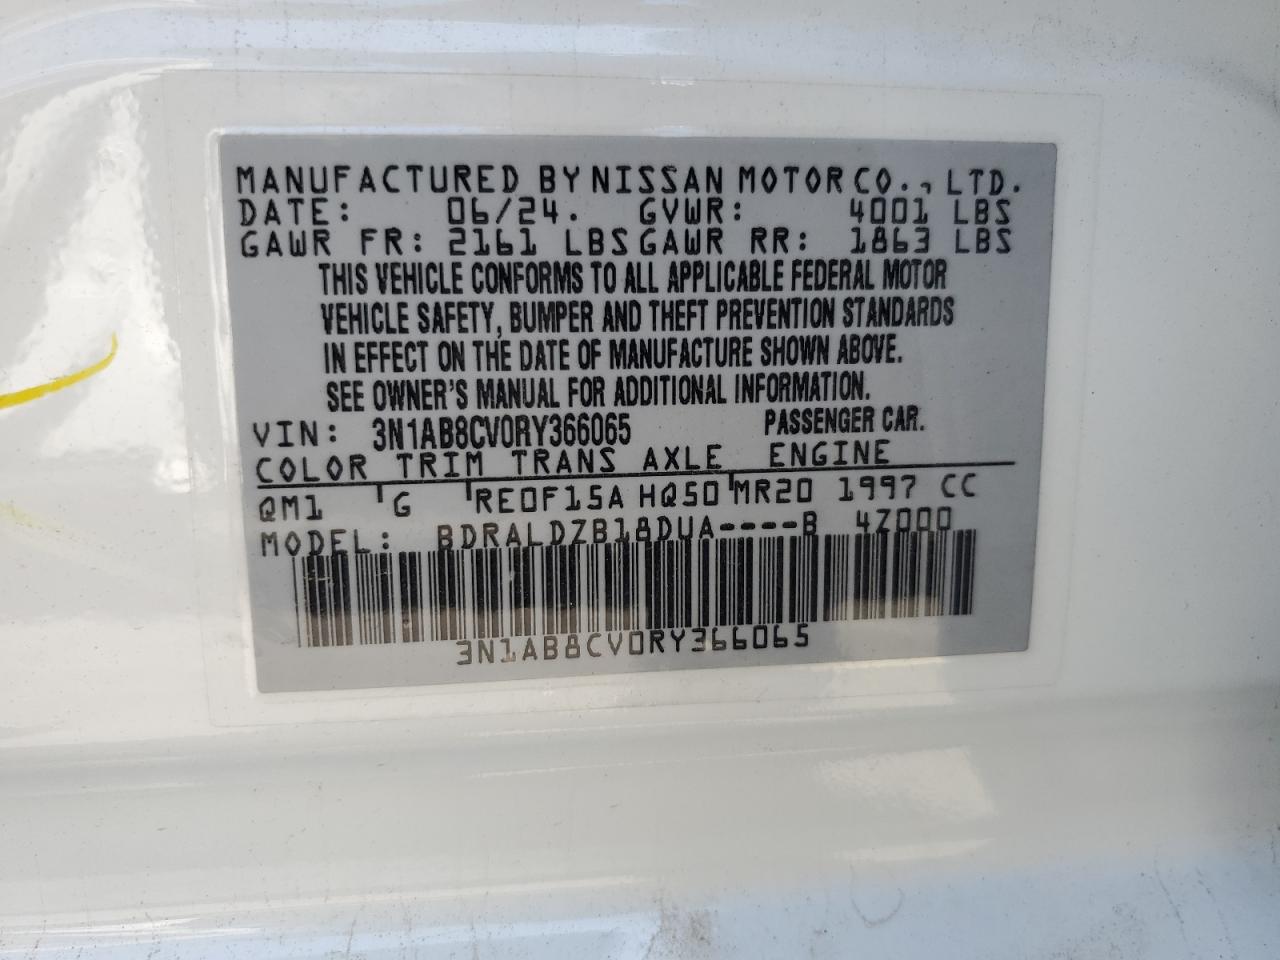 MANUFACTURED BY NISSAN MOTOR CO., LTD.
DATE: 06/24. GVWR: 4001 LBS
GAWR FR: 2161 LBS GAWR RR: 1863 LBS
THIS VEHICLE CONFORMS TO ALL APPLICABLE FEDERAL MOTOR
VEHICLE SAFETY, BUMPER AND THEFT PREVENTION STANDARDS
IN EFFECT ON THE DATE OF MANUFACTURE SHOWN ABOVE.
SEE OWNER'S MANUAL FOR ADDITIONAL INFORMATION.
VIN: 3N1AB8CV0RY366065 PASSENGER CAR.
COLOR TRIM TRANS AXLE ENGINE
QM1 G RE0F15A HQ50 MR20 1997 CC
MODEL: BDRALDZB18DUA----B 4Z000
3N1AB8CV0RY366065